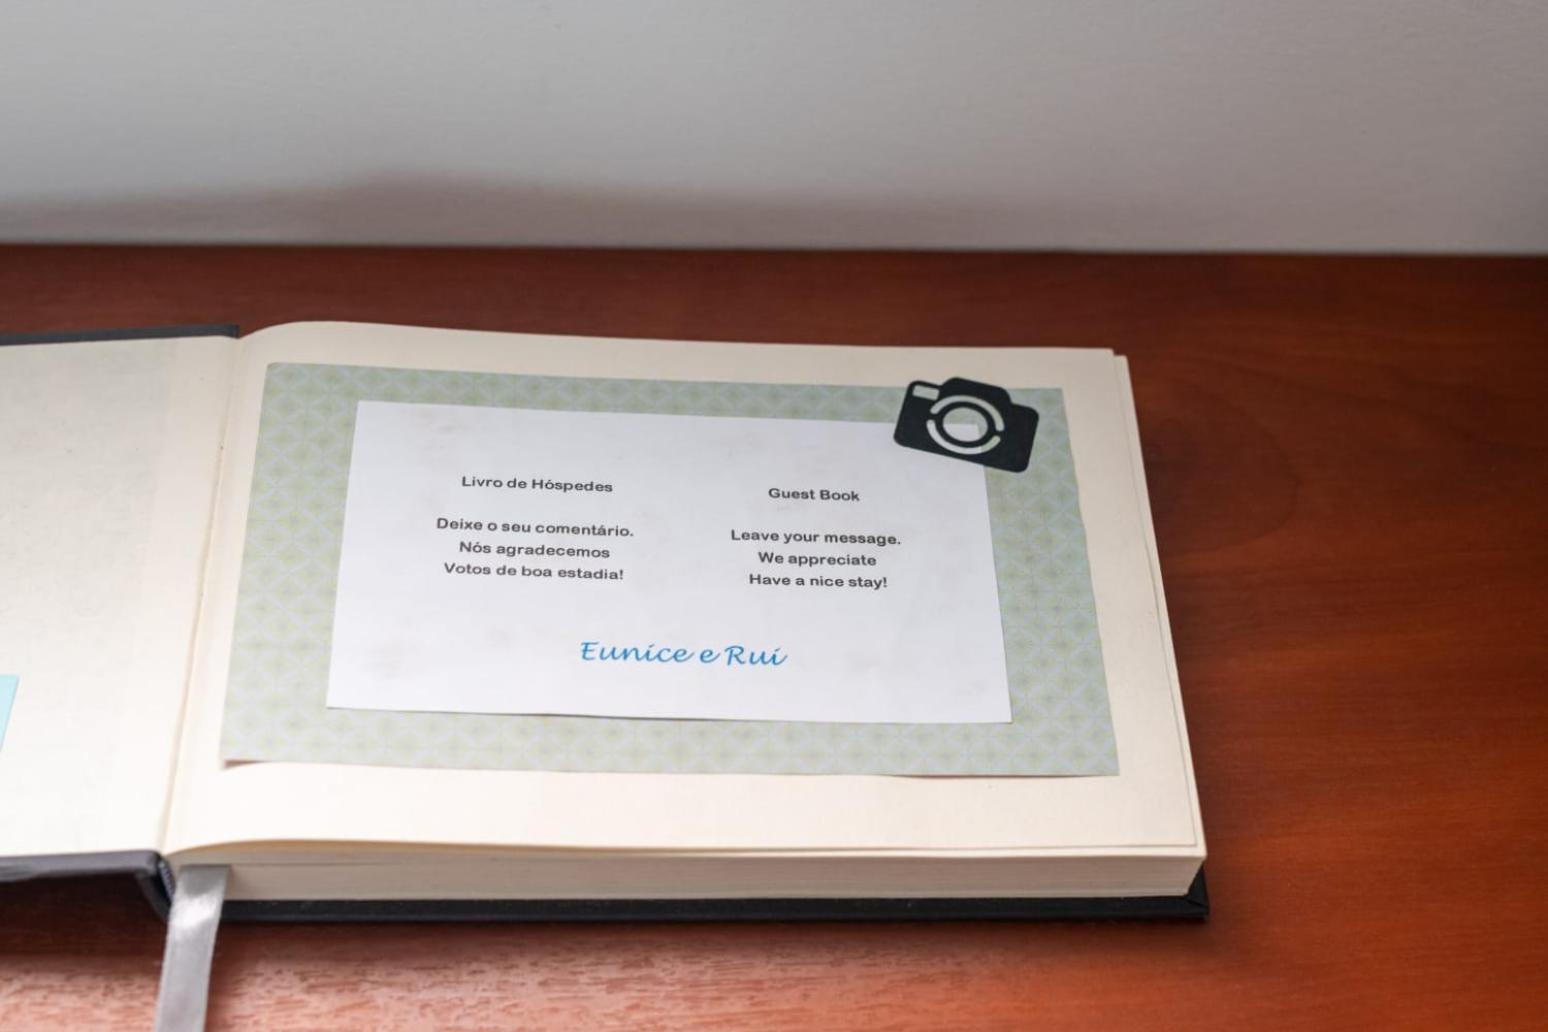 Livro de Hóspedes
Deixe o seu comentário.
Nós agradecemos
Votos de boa estadia!
Guest Book
Leave your message.
We appreciate
Have a nice stay!
Eunice e Rui